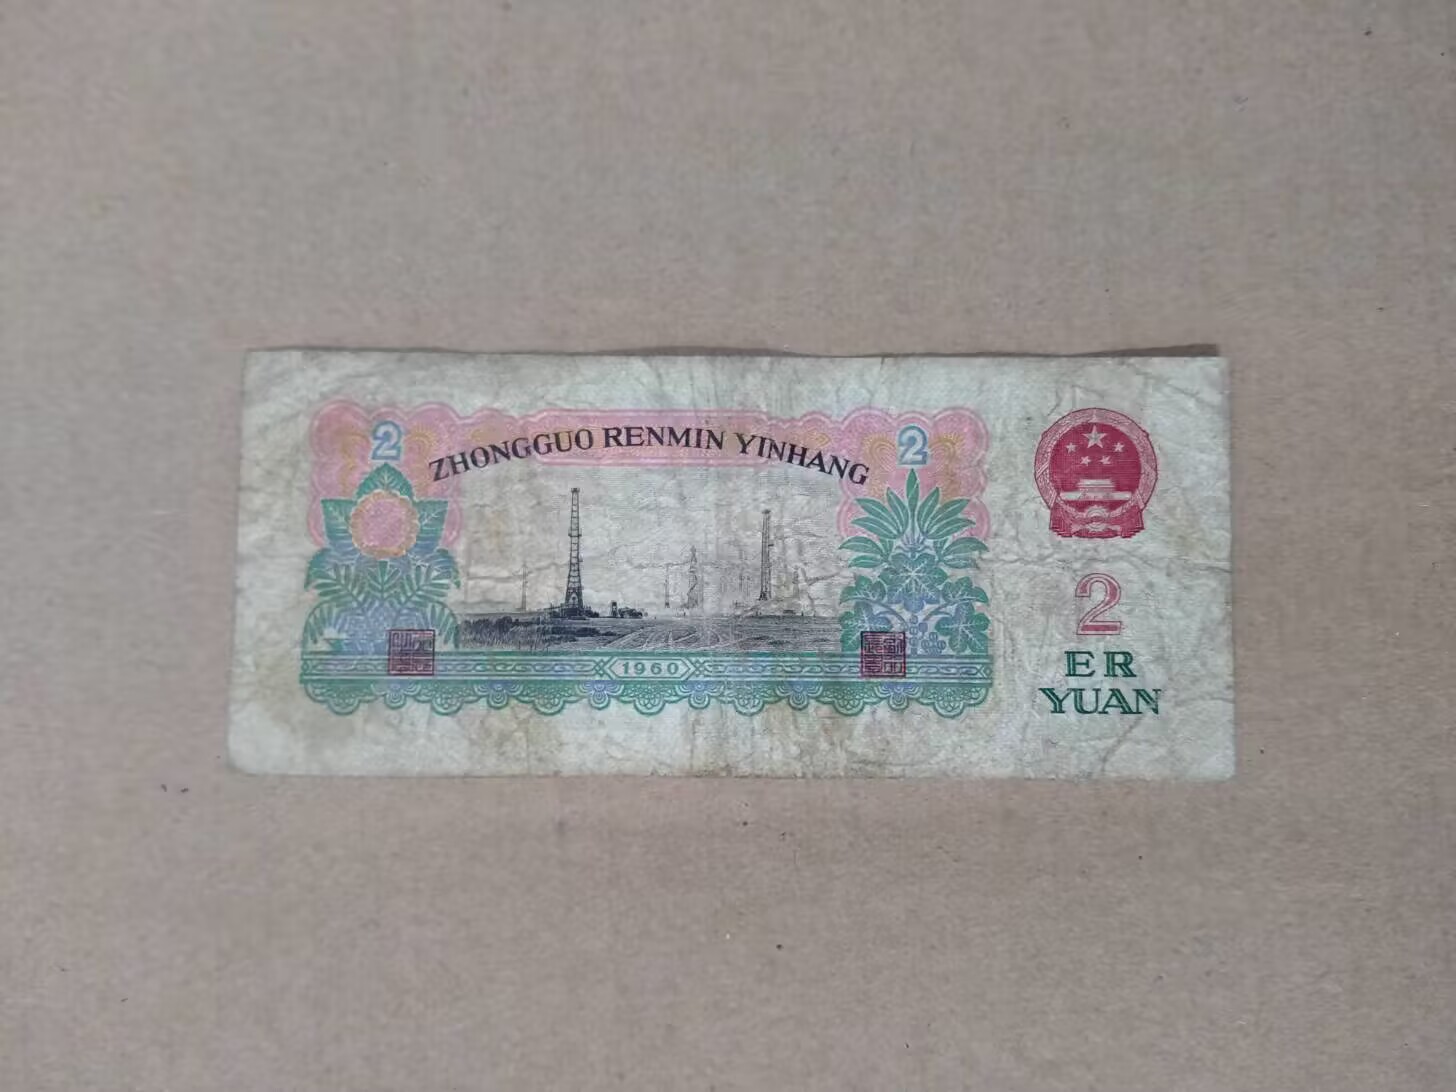 2
2
ZHONGGUO RENMIN YINHANG
1960
2
ER
YUAN